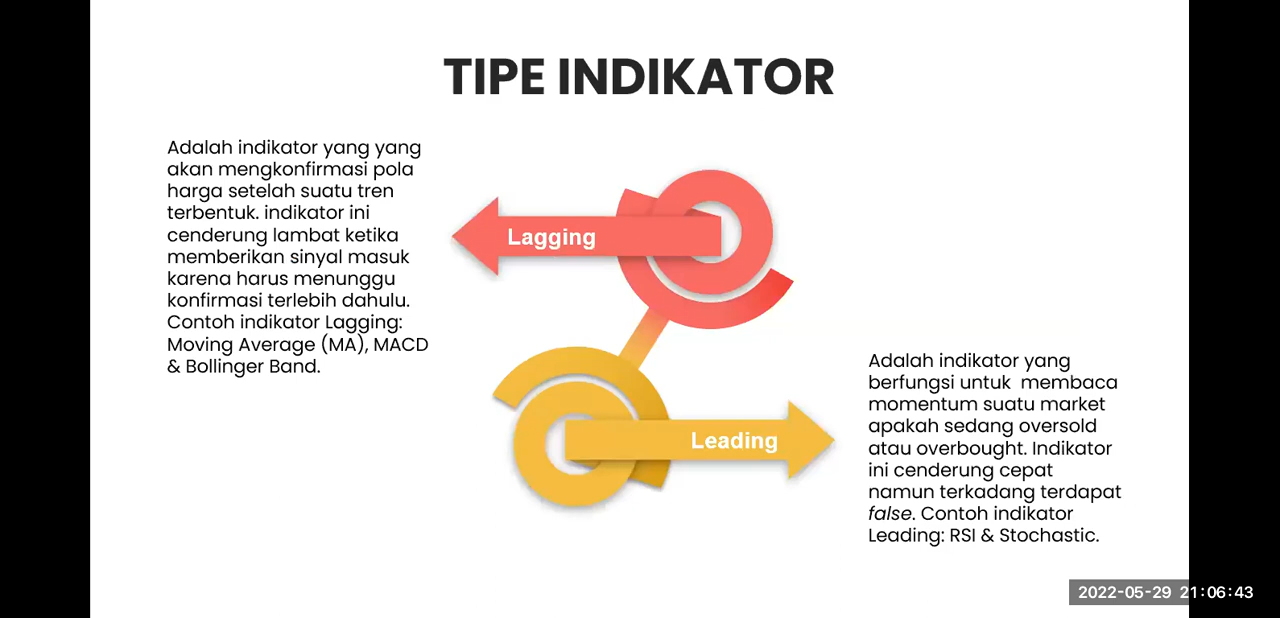 TIPE INDIKATOR
Adalah indikator yang yang
akan mengkonfirmasi pola
harga setelah suatu tren
terbentuk. indikator ini
cenderung lambat ketika
memberikan sinyal masuk
karena harus menunggu
konfirmasi terlebih dahulu.
Contoh indikator Lagging:
Moving Average (MA), MACD
& Bollinger Band.
Lagging
Leading
Adalah indikator yang
berfungsi untuk  membaca
momentum suatu market
apakah sedang oversold
atau overbought. Indikator
ini cenderung cepat
namun terkadang terdapat
false. Contoh indikator
Leading: RSI & Stochastic.
2022-05-29 21:06:43